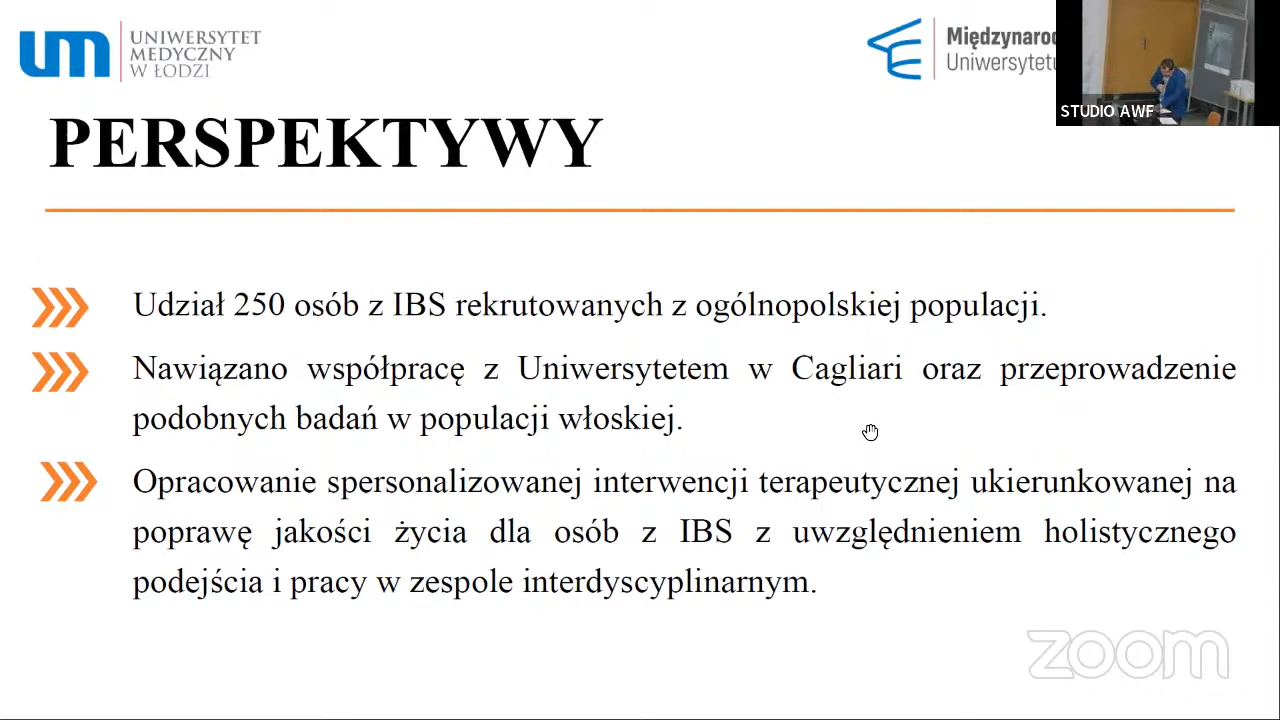 um
UNIWERSYTET
MEDYCZNY
W ŁODZI
Międzynarod
Uniwersytetu
STUDIO AWF
PERSPEKTYWY
Udział 250 osób z IBS rekrutowanych z ogólnopolskiej populacji.
Nawiązano współpracę z Uniwersytetem w Cagliari oraz przeprowadzenie
podobnych badań w populacji włoskiej.
Opracowanie spersonalizowanej interwencji terapeutycznej ukierunkowanej na
poprawę jakości życia dla osób z IBS z uwzględnieniem holistycznego
podejścia i pracy w zespole interdyscyplinarnym.
zoom